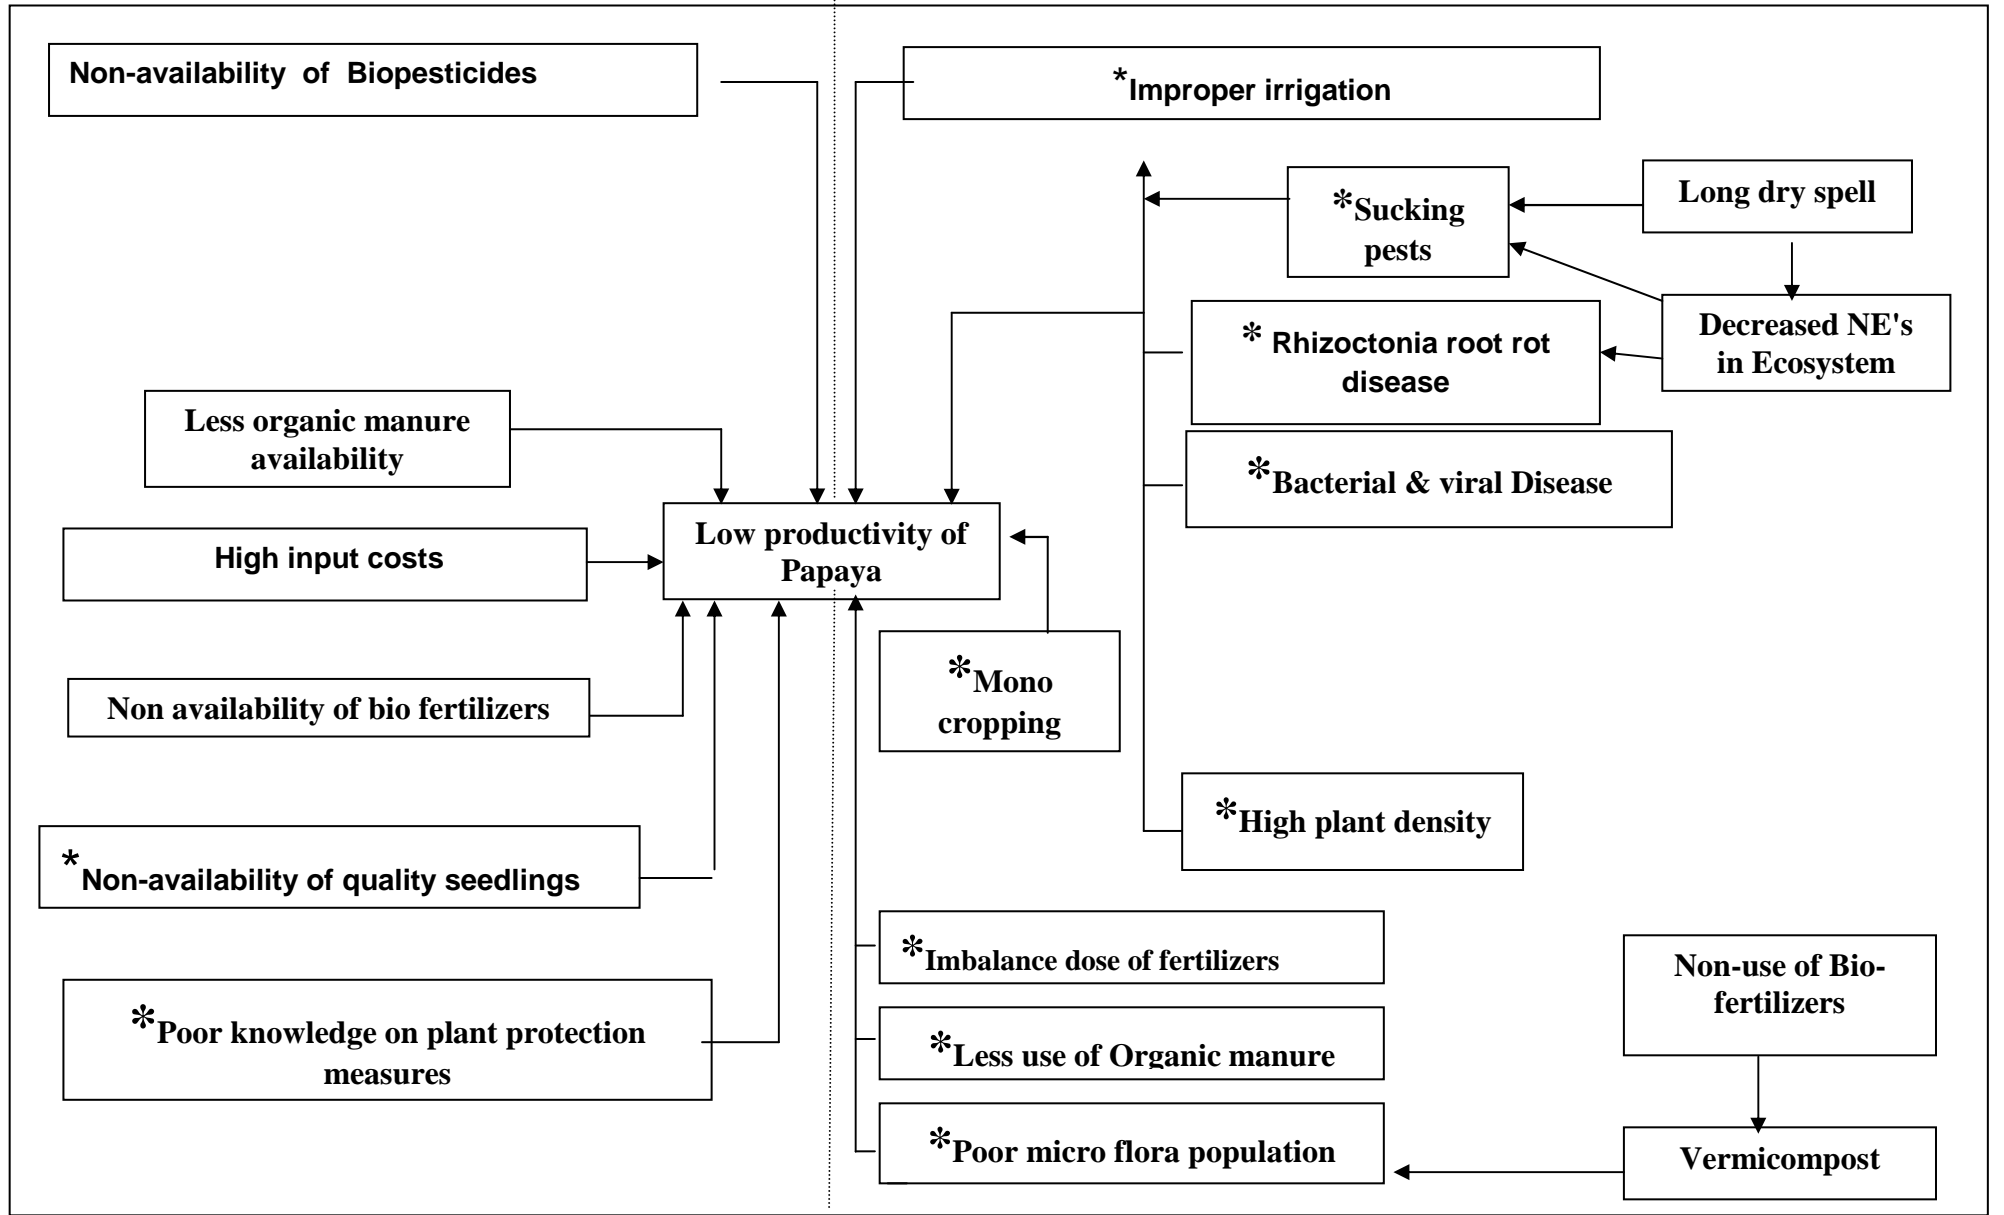 Non-availability of Biopesticides
*Improper irrigation
*Sucking
pests
Long dry spell
Decreased NE's
in Ecosystem
* Rhizoctonia root rot
disease
Less organic manure
availability
*Bacterial & viral Disease
Low productivity of
Papaya
High input costs
*Mono
cropping
Non availability of bio fertilizers
*High plant density
*Non-availability of quality seedlings
*Imbalance dose of fertilizers
Non-use of Bio-
fertilizers
*Poor knowledge on plant protection
measures
*Less use of Organic manure
*Poor micro flora population
Vermicompost